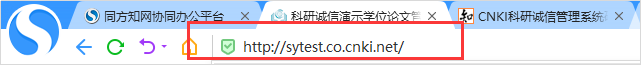 同方知网协同办公平台
科研诚信演示学位论文管
CNKI科研诚信管理系统
http://sytest.co.cnki.net/